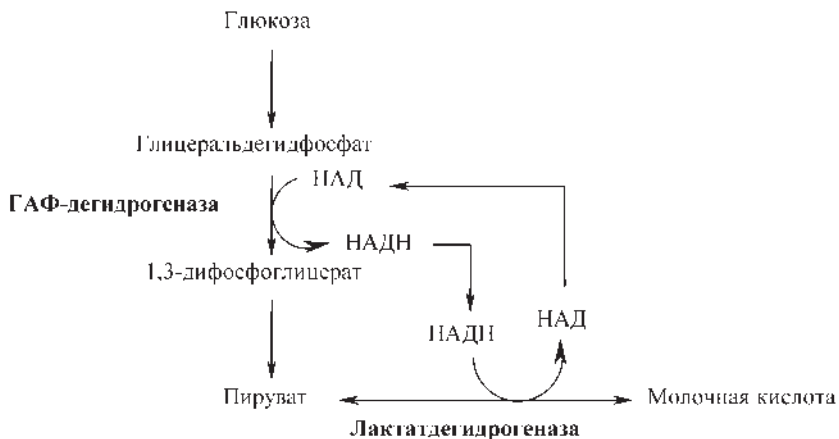 Глюкоза
Глицеральдегидфосфат
НАД
ГАФ-дегидрогеназа
НАДН
1,3-дифосфоглицерат
НАДН
НАД
Пируват
Молочная кислота
Лактатдегидрогеназа